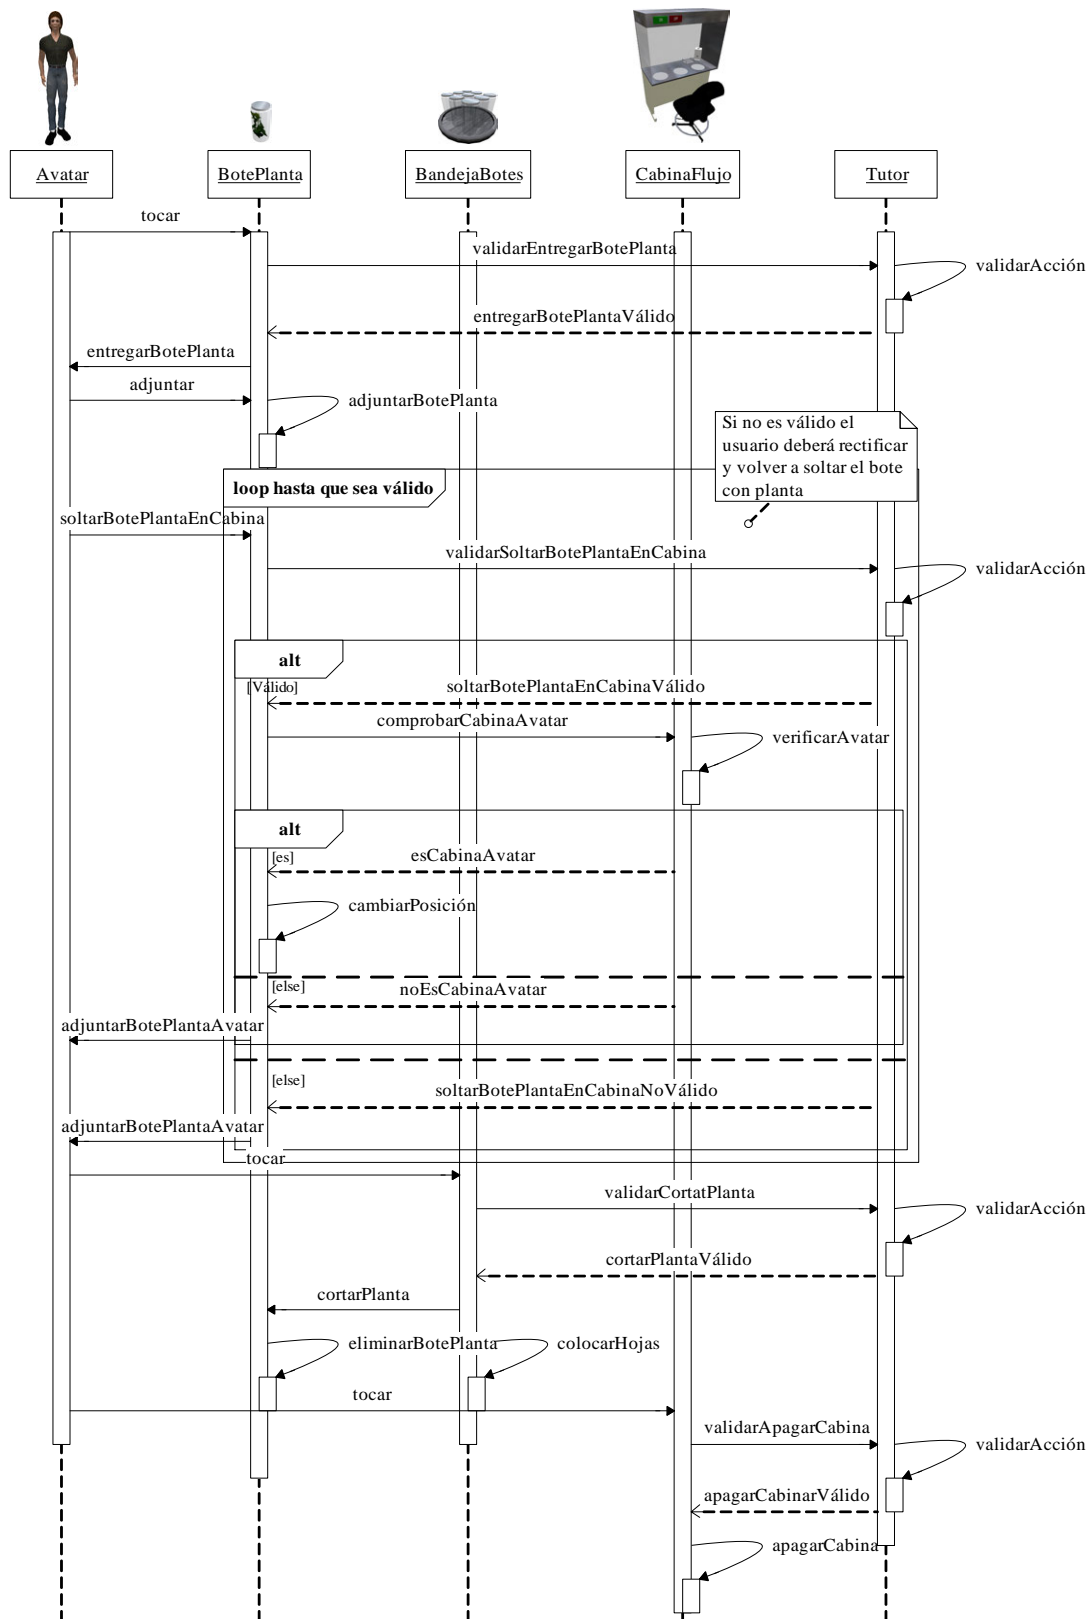 Avatar
BotePlanta
BandejaBotes
CabinaFlujo
Tutor
tocar
validarEntregarBotePlanta
validarAcción
entregarBotePlantaVálido
entregarBotePlanta
adjuntar
adjuntarBotePlanta
Si no es válido el
usuario deberá rectificar
y volver a soltar el bote
con planta
loop hasta que sea válido
soltarBotePlantaEnCabina
validarSoltarBotePlantaEnCabina
validarAcción
alt
[Válido]
soltarBotePlantaEnCabinaVálido
comprobarCabinaAvatar
verificarAvatar
alt
[es]
esCabinaAvatar
cambiarPosición
[else]
noEsCabinaAvatar
adjuntarBotePlantaAvatar
[else]
soltarBotePlantaEnCabinaNoVálido
adjuntarBotePlantaAvatar
tocar
validarCortatPlanta
validarAcción
cortarPlantaVálido
cortarPlanta
eliminarBotePlanta
colocarHojas
tocar
validarApagarCabina
validarAcción
apagarCabinarVálido
apagarCabina